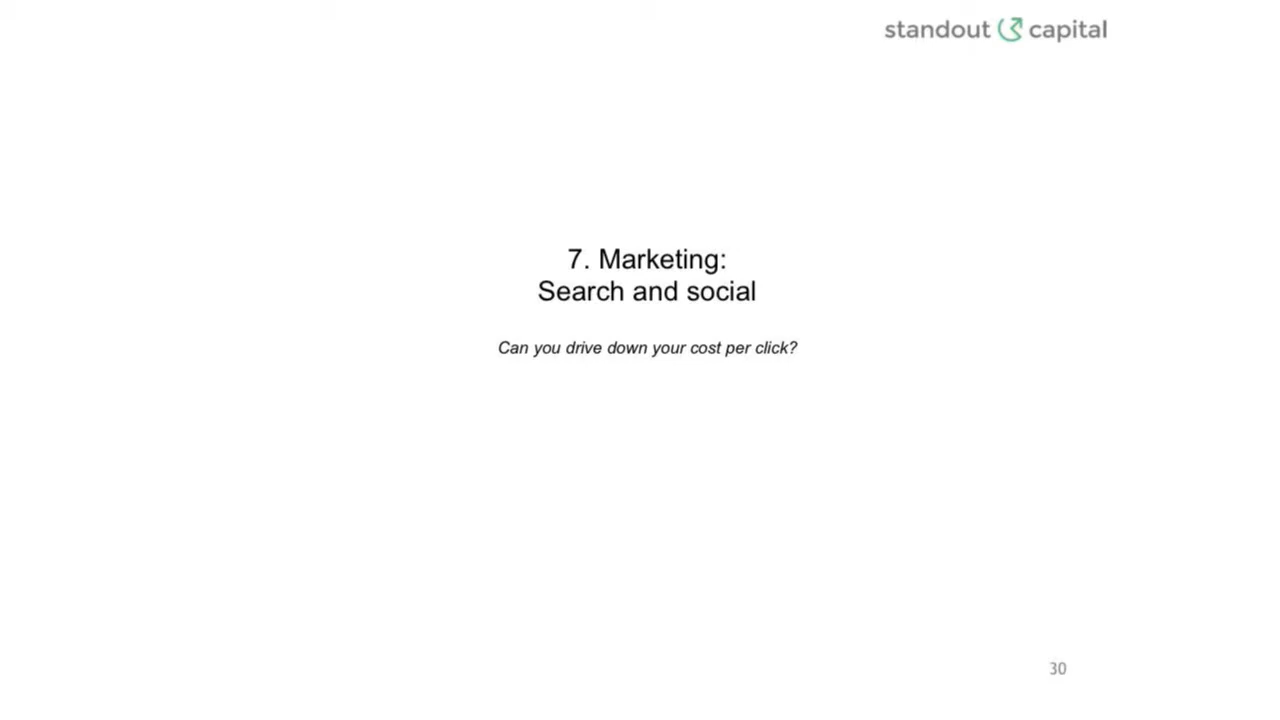 standout capital
7. Marketing:
Search and social
Can you drive down your cost per click?
30